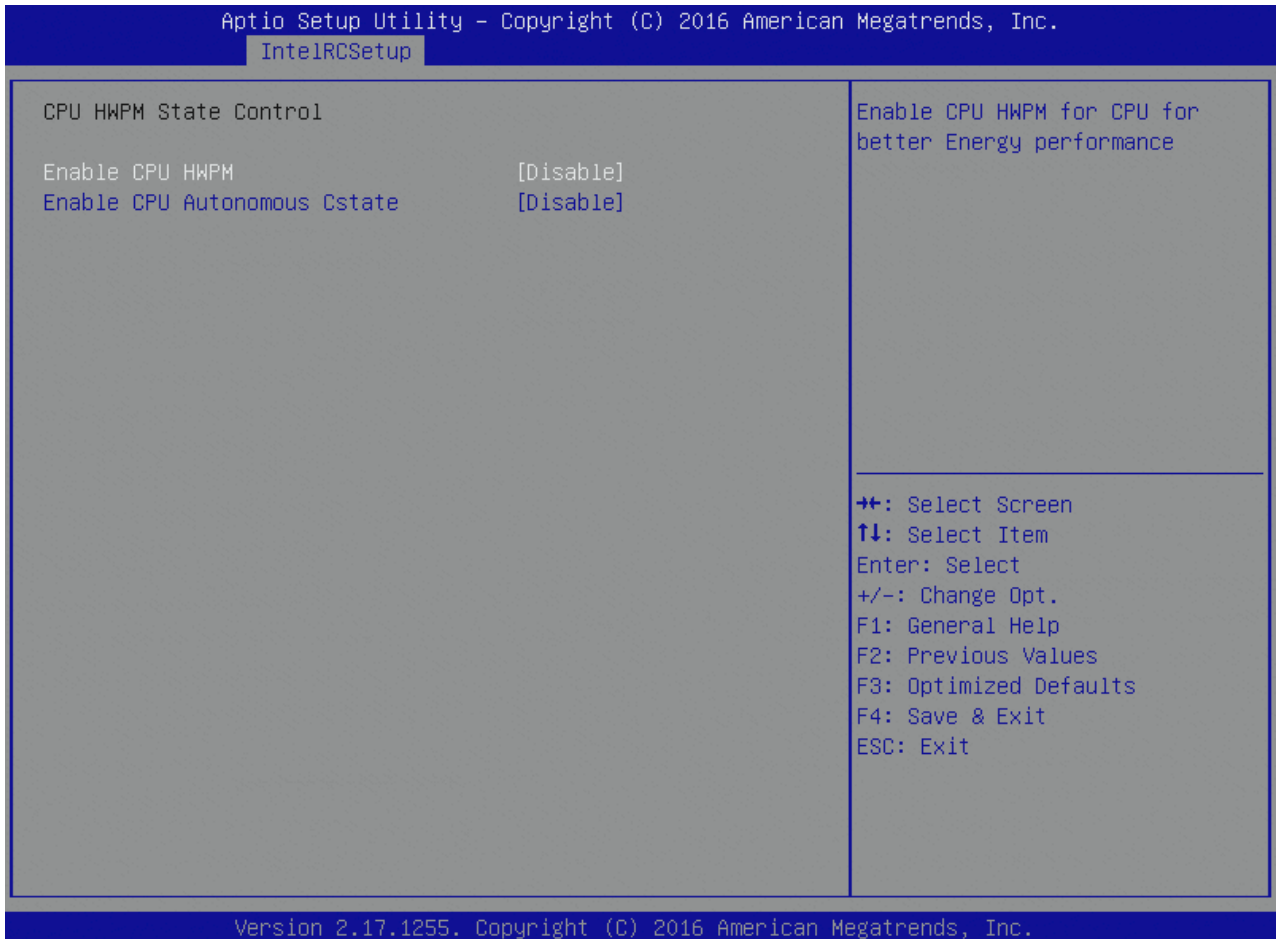 Aptio Setup Utility – Copyright (C) 2016 American Megatrends, Inc.
IntelRCSetup
CPU HWPM State Control
Enable CPU HWPM [Disable]
Enable CPU Autonomous Cstate [Disable]
Enable CPU HWPM for CPU for
better Energy performance
→←: Select Screen
↑↓: Select Item
Enter: Select
+/-: Change Opt.
F1: General Help
F2: Previous Values
F3: Optimized Defaults
F4: Save & Exit
ESC: Exit
Version 2.17.1255. Copyright (C) 2016 American Megatrends, Inc.